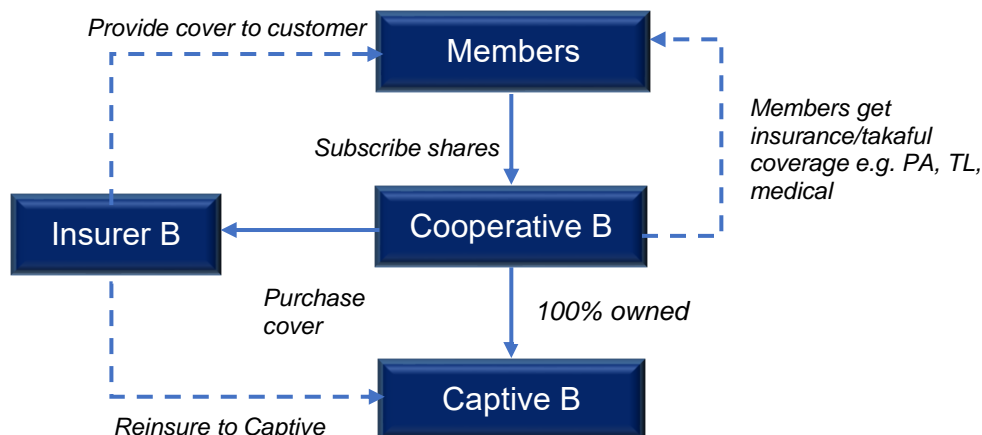 Provide cover to customer
Members
Members get
insurance/takaful
coverage e.g. PA, TL,
medical
Subscribe shares
Insurer B
Cooperative B
Purchase
cover
100% owned
Captive B
Reinsure to Captive